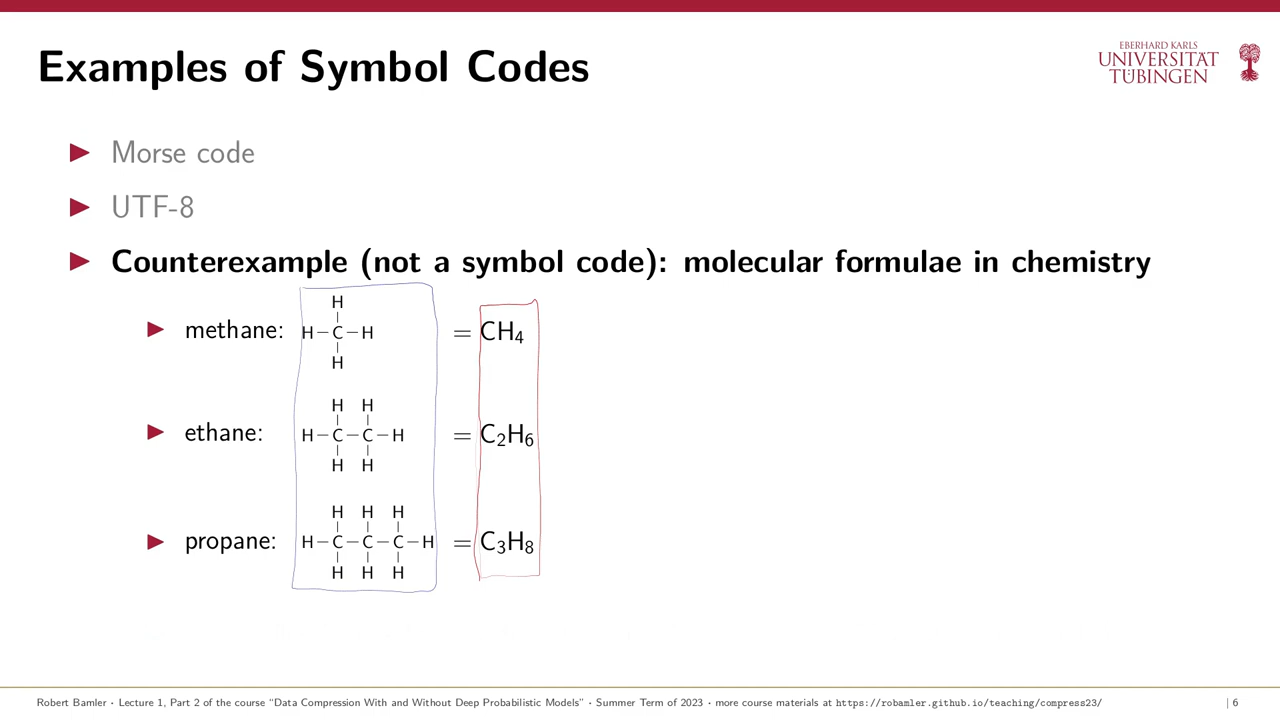 Examples of Symbol Codes
EBERHARD KARLS
UNIVERSITÄT
TÜBINGEN
▶ Morse code
▶ UTF-8
▶ Counterexample (not a symbol code): molecular formulae in chemistry
H
▶ methane: H–C–H = CH₄
H
H H
▶ ethane: H–C–C–H = C₂H₆
H H
H H H
▶ propane: H–C–C–C–H = C₃H₈
H H H
Robert Bamler · Lecture 1, Part 2 of the course “Data Compression With and Without Deep Probabilistic Models” · Summer Term of 2023 · more course materials at https://robamler.github.io/teaching/compress23/ | 6